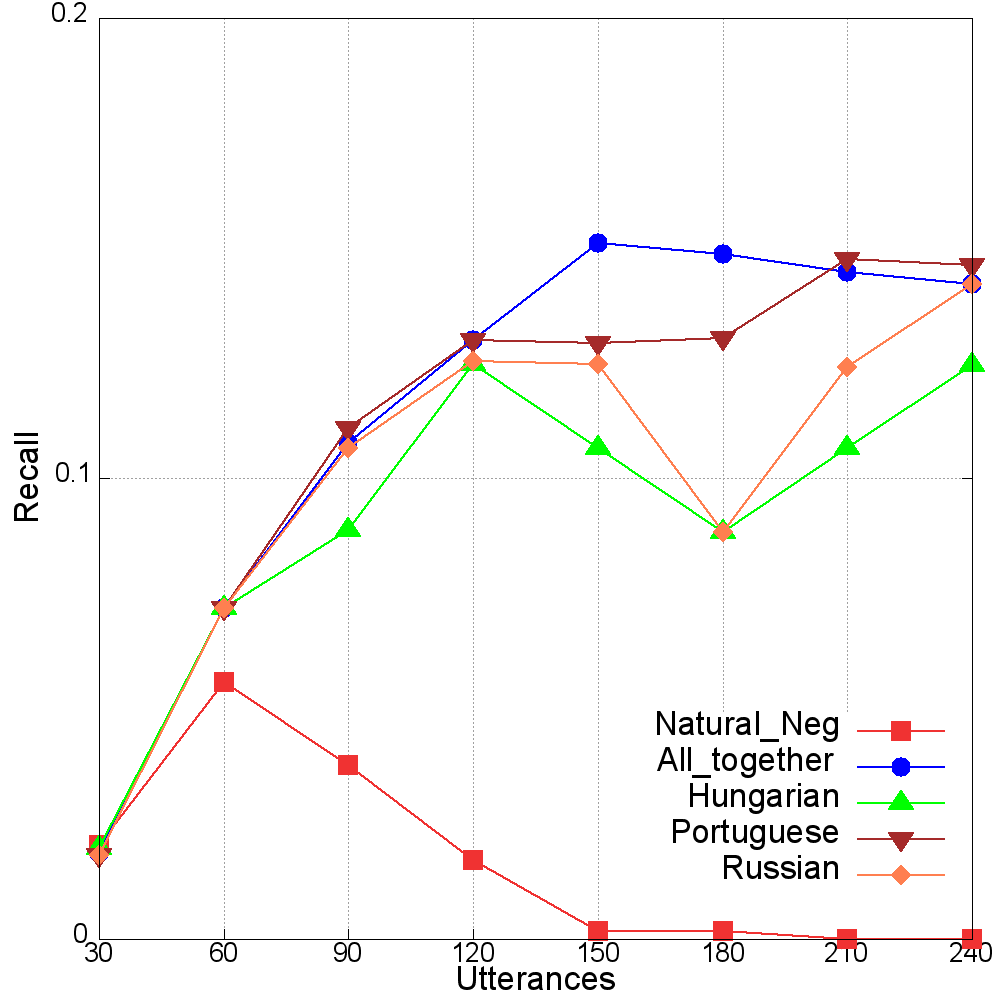 0.2
0.1
0
Recall
Natural_Neg
All_together
Hungarian
Portuguese
Russian
30 60 90 120 150 180 210 240
Utterances